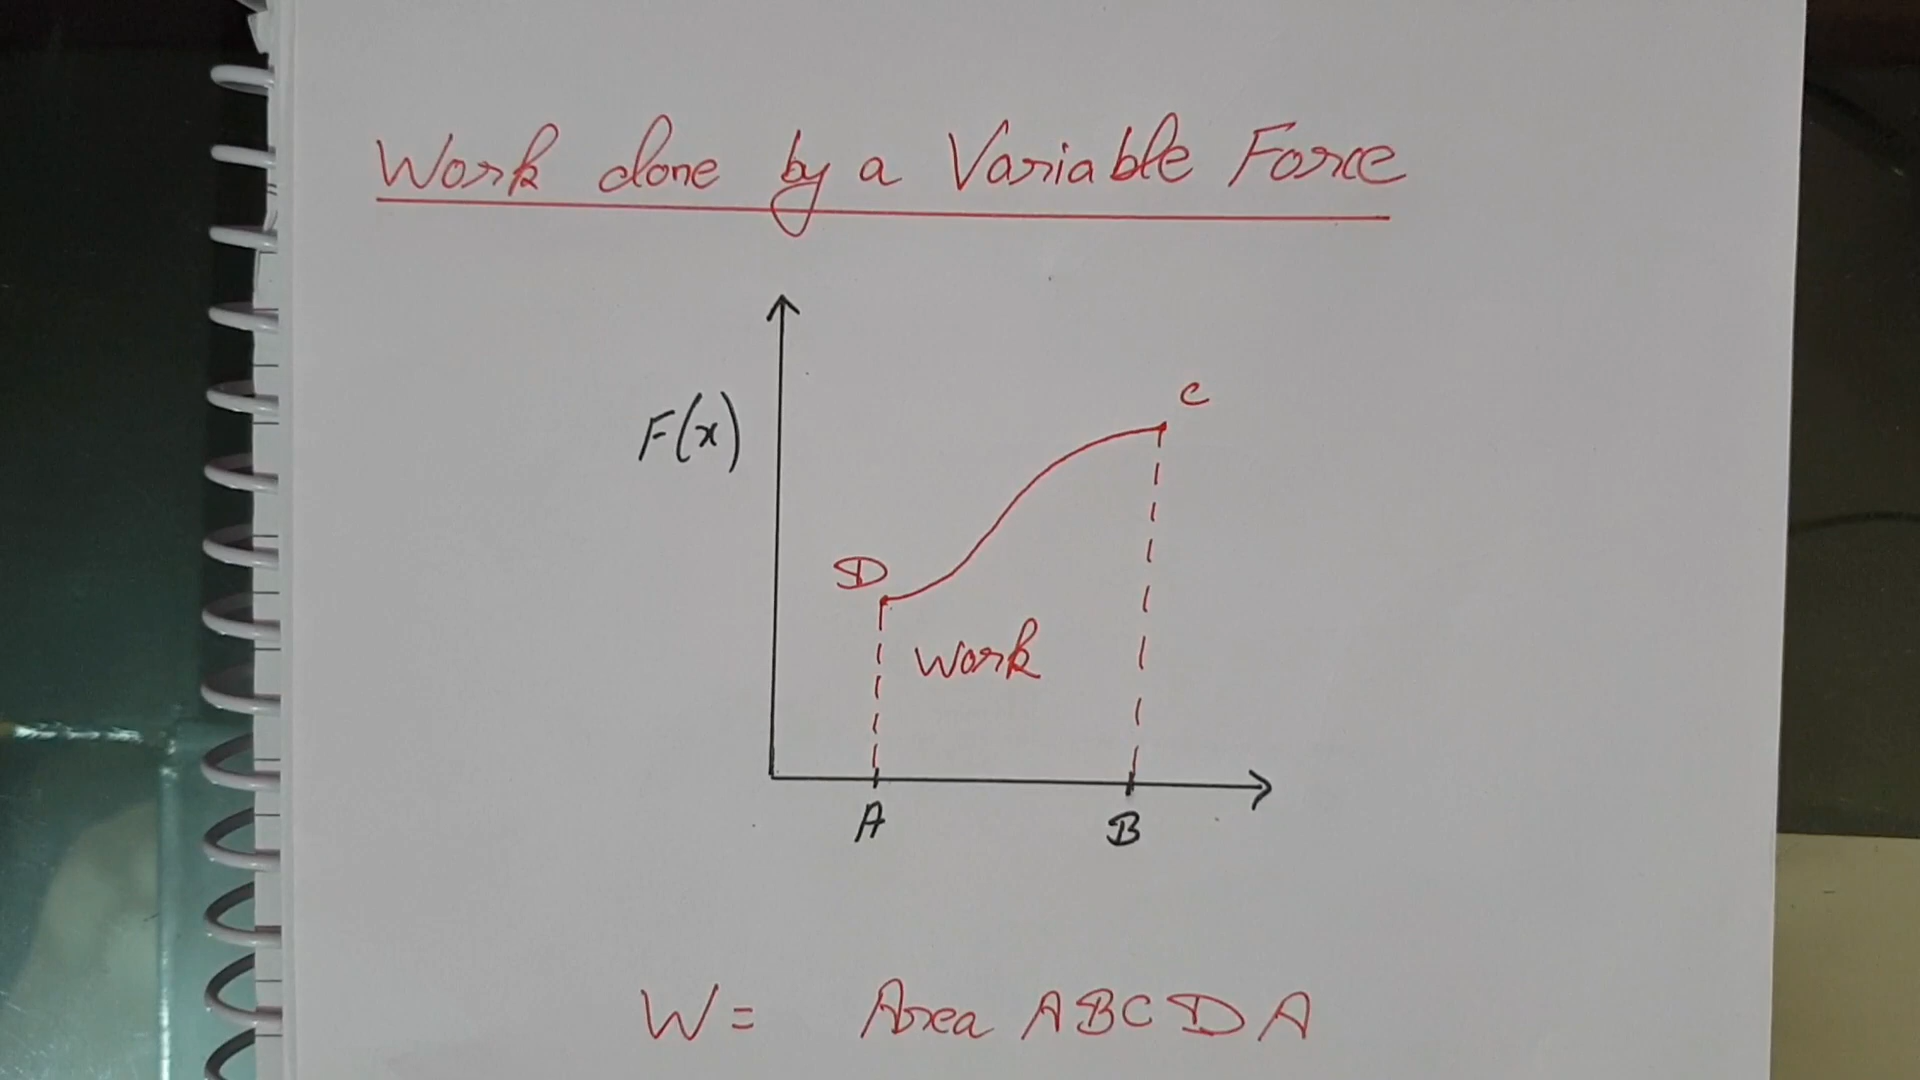 Work done by a Variable Force
C
F(x)
D
Work
A B
W = Area ABCDA